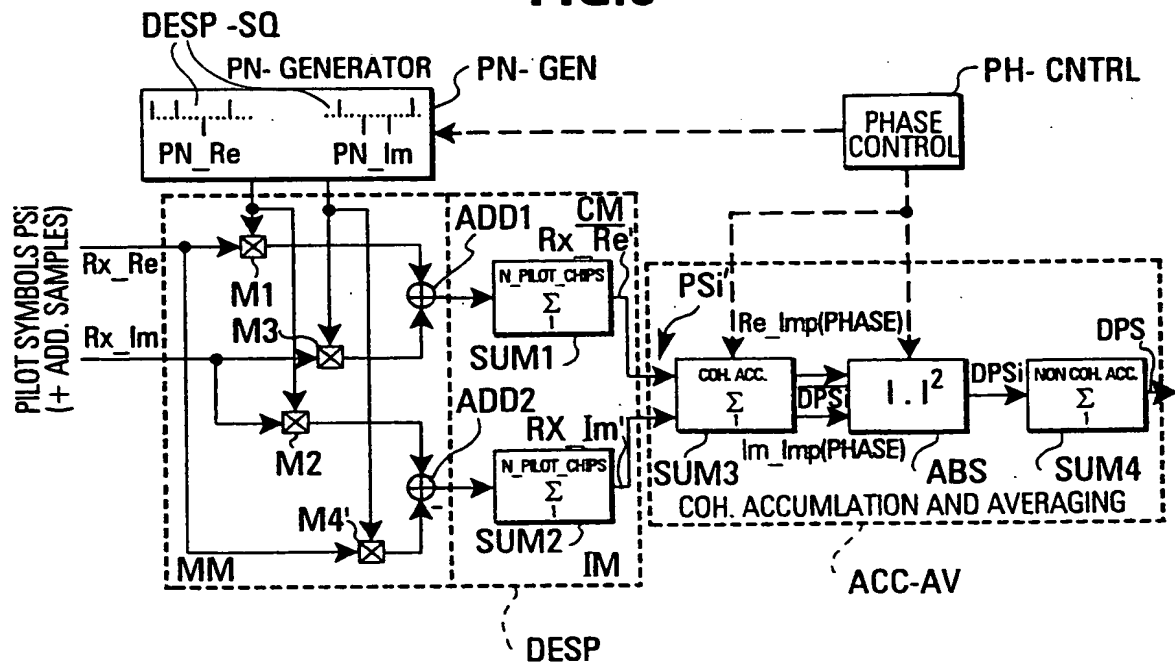 DESP -SQ
PN- GENERATOR
PN- GEN
PH- CNTRL
PN_Re
PN_Im
PHASE
CONTROL
PILOT SYMBOLS PSi
(+ ADD. SAMPLES)
Rx_Re
Rx_Im
M1
M3
M2
M4'
MM
ADD1
ADD2
CM
Rx_Re'
N_PILOT_CHIPS
Σ
1
SUM1
RX_Im'
N_PILOT_CHIPS
Σ
1
SUM2
IM
DESP
PSi'
Re_Imp(PHASE)
COH. ACC.
Σ
1
SUM3
DPSi
Im_Imp(PHASE)
|.|²
ABS
DPSi
NON COH. ACC.
Σ
1
SUM4
DPS
COH. ACCUMLATION AND AVERAGING
ACC-AV